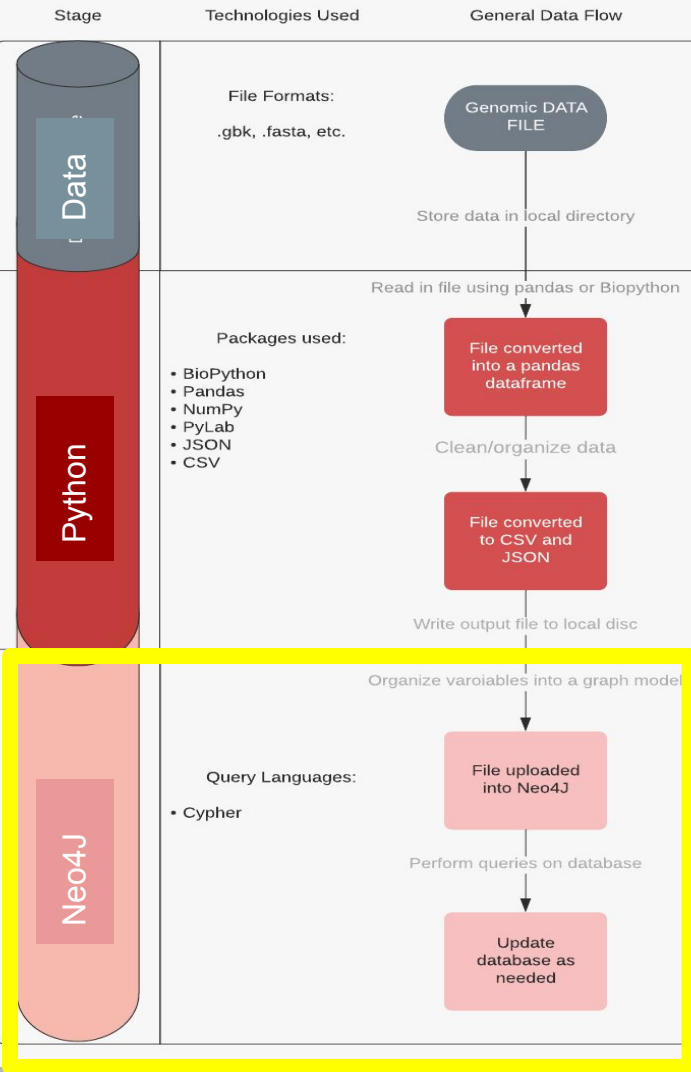 Stage
Technologies Used
General Data Flow
Data
File Formats:
.gbk, .fasta, etc.
Genomic DATA
FILE
Store data in local directory
Read in file using pandas or Biopython
Python
Packages used:
• BioPython
• Pandas
• NumPy
• PyLab
• JSON
• CSV
File converted
into a pandas
dataframe
Clean/organize data
File converted
to CSV and
JSON
Write output file to local disc
Organize varoiables into a graph model
Neo4J
Query Languages:
• Cypher
File uploaded
into Neo4J
Perform queries on database
Update
database as
needed